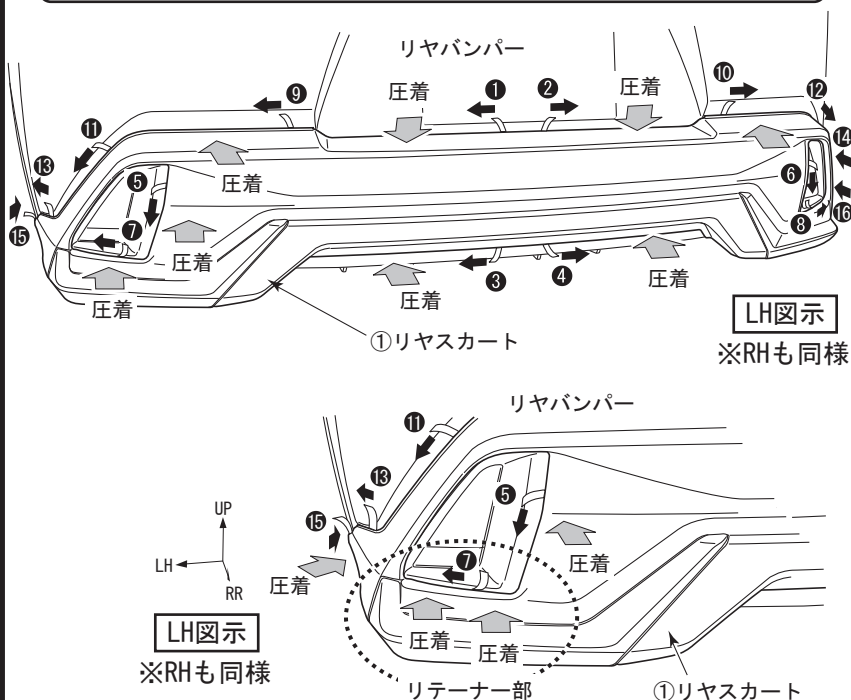 リヤバンパー
圧着
❶
❷
圧着
❿
⓬
❾
⓫
⓭
⓮
圧着
❺
❻
⓯
❼
圧着
⓰
❽
圧着
圧着
❸
❹
圧着
①リヤスカート
LH図示
※RHも同様
リヤバンパー
⓫
⓭
❺
⓯
UP
LH
RR
圧着
❼
圧着
LH図示
※RHも同様
圧着
圧着
リテーナー部
①リヤスカート